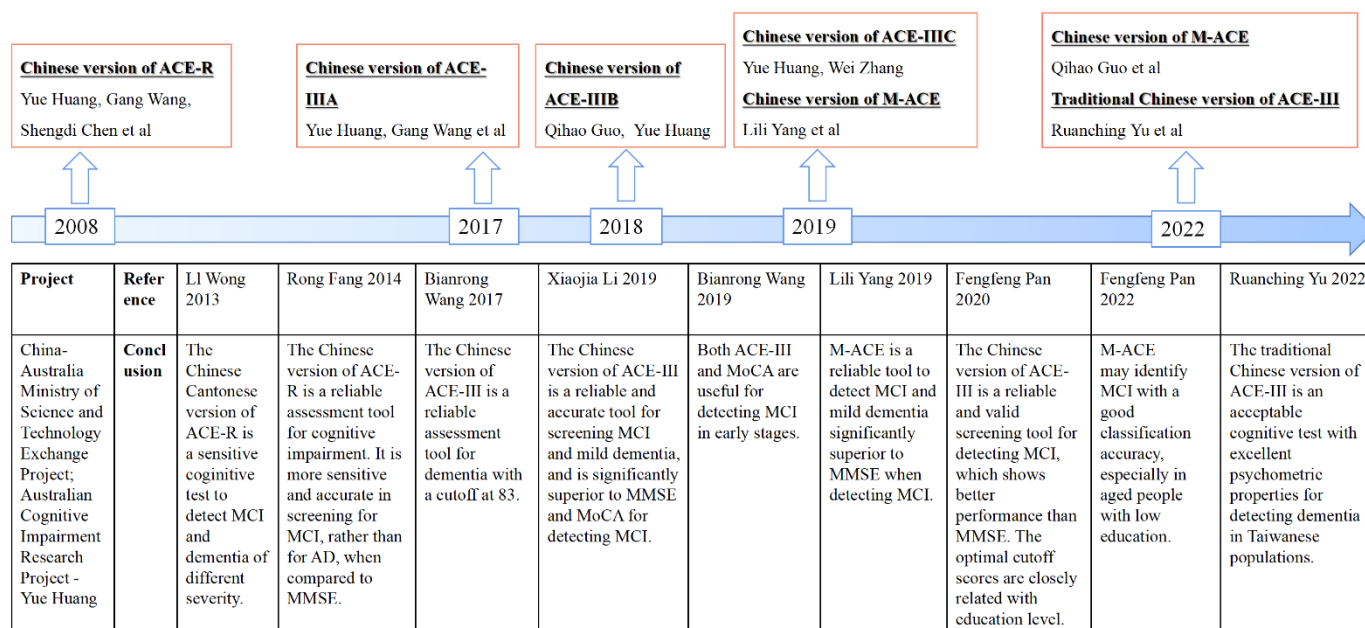 Chinese version of ACE-R
Yue Huang, Gang Wang,
Shengdi Chen et al
Chinese version of ACE-
IIIA
Yue Huang, Gang Wang et al
Chinese version of
ACE-IIIB
Qihao Guo, Yue Huang
Chinese version of ACE-IIIC
Yue Huang, Wei Zhang
Chinese version of M-ACE
Lili Yang et al
Chinese version of M-ACE
Qihao Guo et al
Traditional Chinese version of ACE-III
Ruanching Yu et al
2008
2017
2018
2019
2022
Project
Refer
ence
Ll Wong
2013
Rong Fang 2014
Bianrong
Wang 2017
Xiaojia Li 2019
Bianrong Wang
2019
Lili Yang 2019
Fengfeng Pan
2020
Fengfeng Pan
2022
Ruanching Yu 2022
China-
Australia
Ministry of
Science and
Technology
Exchange
Project;
Australian
Cognitive
Impairment
Research
Project -
Yue Huang
Concl
usion
The
Chinese
Cantonese
version of
ACE-R is
a sensitive
coginitive
test to
detect MCI
and
dementia of
different
severity.
The Chinese
version of ACE-
R is a reliable
assessment tool
for cognitive
impairment. It is
more sensitive
and accurate in
screening for
MCI, rather than
for AD, when
compared to
MMSE.
The Chinese
version of
ACE-III is a
reliable
assessment
tool for
dementia with
a cutoff at 83.
The Chinese
version of ACE-III
is a reliable and
accurate tool for
screening MCI
and mild dementia,
and is significantly
superior to MMSE
and MoCA for
detecting MCI.
Both ACE-III
and MoCA are
useful for
detecting MCI
in early stages.
M-ACE is a
reliable tool to
detect MCI and
mild dementia
significantly
superior to
MMSE when
detecting MCI.
The Chinese
version of ACE-
III is a reliable
and valid
screening tool for
detecting MCI,
which shows
better
performance than
MMSE. The
optimal cutoff
scores are closely
related with
education level.
M-ACE
may identify
MCI with a
good
classification
accuracy,
especially in
aged people
with low
education.
The traditional
Chinese version of
ACE-III is an
acceptable
cognitive test with
excellent
psychometric
properties for
detecting dementia
in Taiwanese
populations.